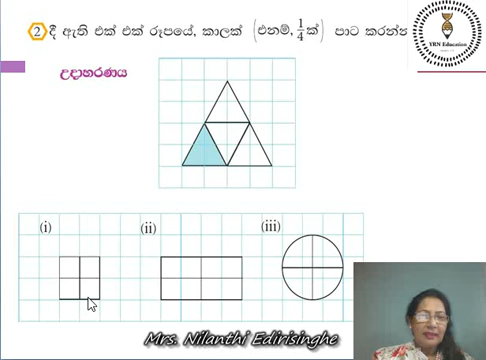 2 දී ඇති එක් එක් රූපයේ, කාලක් (එනම්, 1/4 ක්) පාට කරන්න
YRN Education
උදාහරණය
(i) (ii) (iii)
Mrs. Nilanthi Edirisinghe